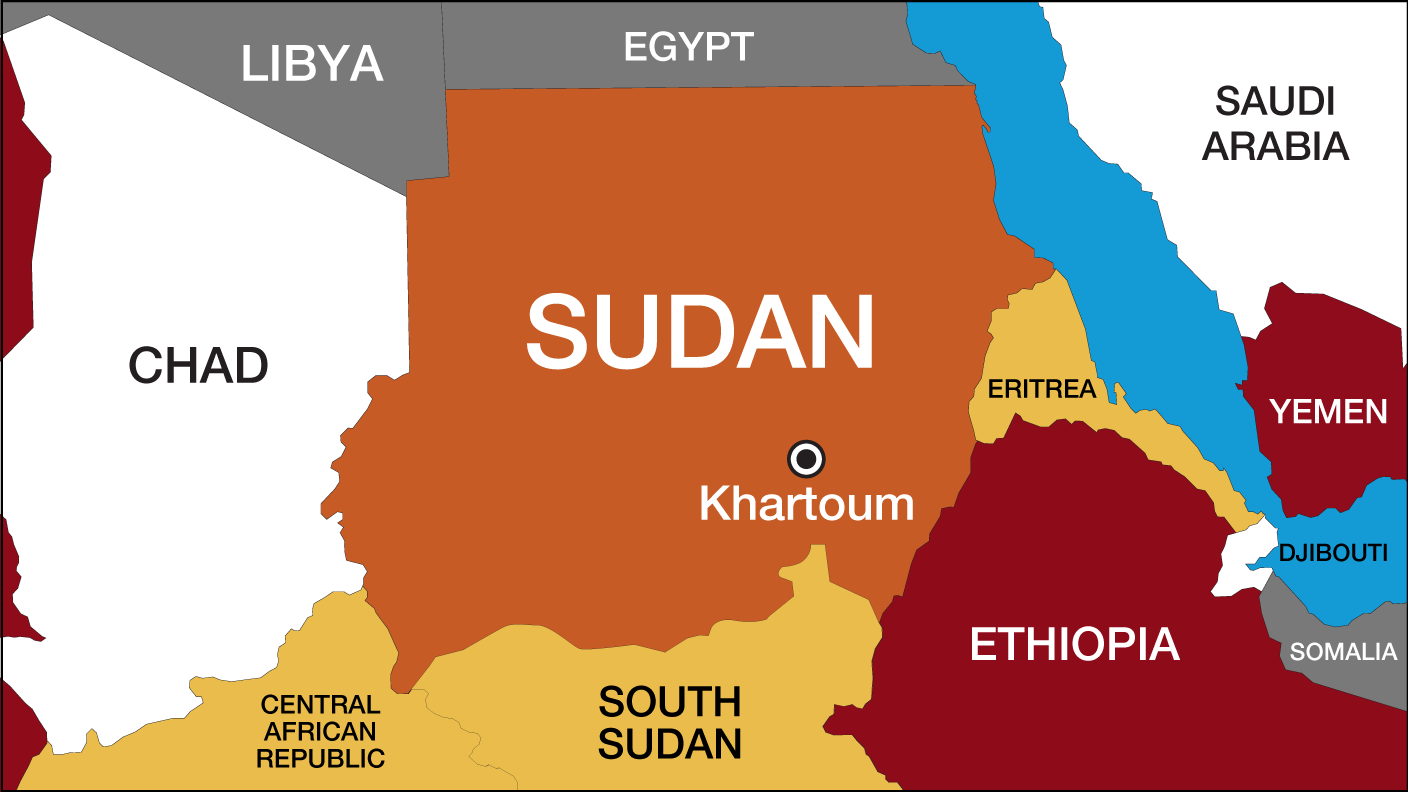 LIBYA
EGYPT
SAUDI
ARABIA
SUDAN
CHAD
ERITREA
YEMEN
Khartoum
DJIBOUTI
ETHIOPIA
SOMALIA
CENTRAL
AFRICAN
REPUBLIC
SOUTH
SUDAN